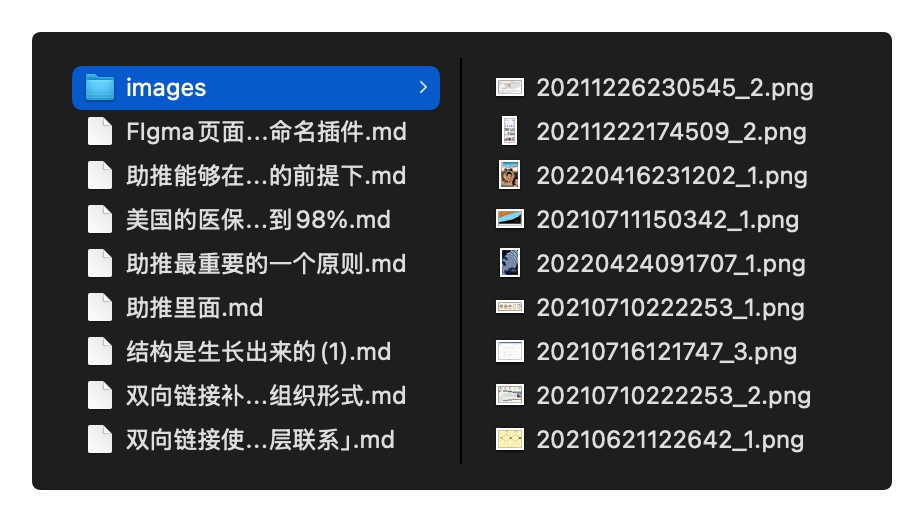 images
FIgma页面…命名插件.md
助推能够在…的前提下.md
美国的医保…到98%.md
助推最重要的一个原则.md
助推里面.md
结构是生长出来的 (1).md
双向链接补…组织形式.md
双向链接使…层联系」.md
20211226230545_2.png
20211222174509_2.png
20220416231202_1.png
20210711150342_1.png
20220424091707_1.png
20210710222253_1.png
20210716121747_3.png
20210710222253_2.png
20210621122642_1.png